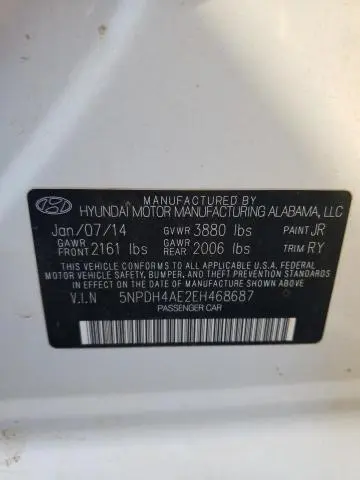 MANUFACTURED BY
HYUNDAI MOTOR MANUFACTURING ALABAMA, LLC
Jan/07/14 GVWR 3880 lbs PAINT JR
GAWR FRONT 2161 lbs GAWR REAR 2006 lbs TRIM RY
THIS VEHICLE CONFORMS TO ALL APPLICABLE U.S.A. FEDERAL
MOTOR VEHICLE SAFETY, BUMPER, AND THEFT PREVENTION
STANDARDS IN EFFECT ON THE DATE OF MANUFACTURE SHOWN ABOVE.
V.I.N 5NPDH4AE2EH468687
PASSENGER CAR